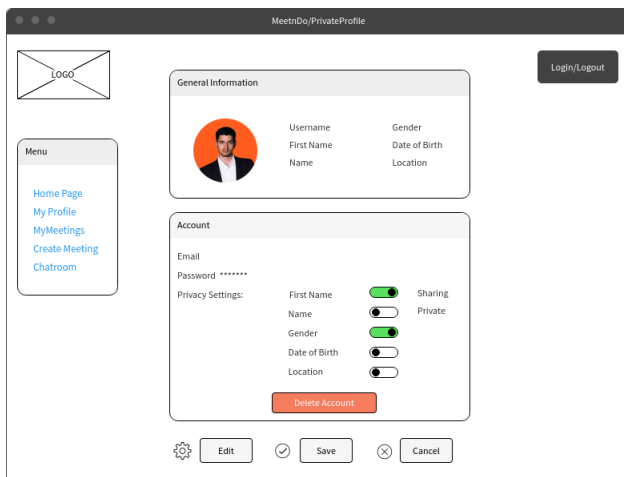 MeetnDo/PrivateProfile
LOGO
Login/Logout
Menu
Home Page
My Profile
MyMeetings
Create Meeting
Chatroom
General Information
Username Gender
First Name Date of Birth
Name Location
Account
Email
Password *******
Privacy Settings: First Name Sharing
Name Private
Gender
Date of Birth
Location
Delete Account
Edit Save Cancel